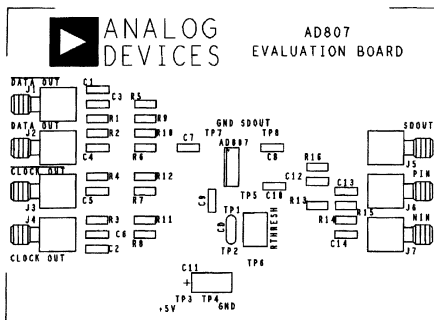 ANALOG
DEVICES
AD807
EVALUATION BOARD
DATA OUT
J1
C1
C3
R5
R1
R9
DATA OUT
J2
R2
R10
C4
R6
C7
GND SDOUT
TP7
TP8
AD807
C8
SDOUT
J5
CLOCK OUT
J3
R4
R12
C5
R7
R16
C12
C13
PIN
J6
TP5
C10
C9
R13
R15
J4
R3
R11
C6
R8
C2
CLOCK OUT
TP1
CD
TP2
RTHRESH
TP6
R14
C14
NIN
J7
C11
+
TP3
TP4
+5V
GND